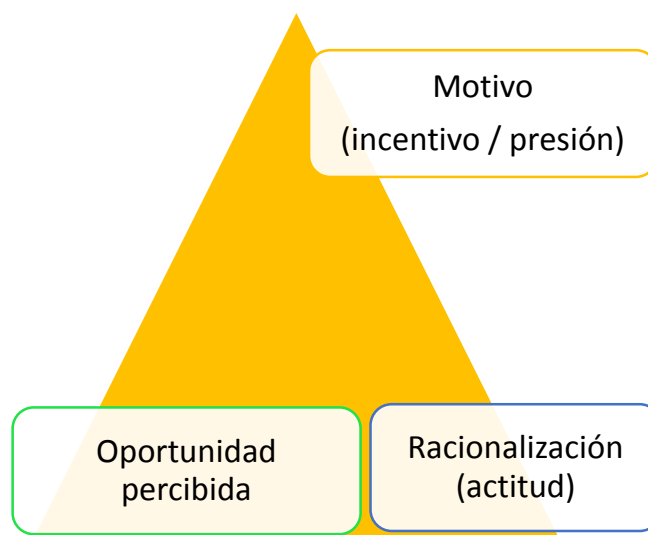 Motivo
(incentivo / presión)
Oportunidad
percibida
Racionalización
(actitud)